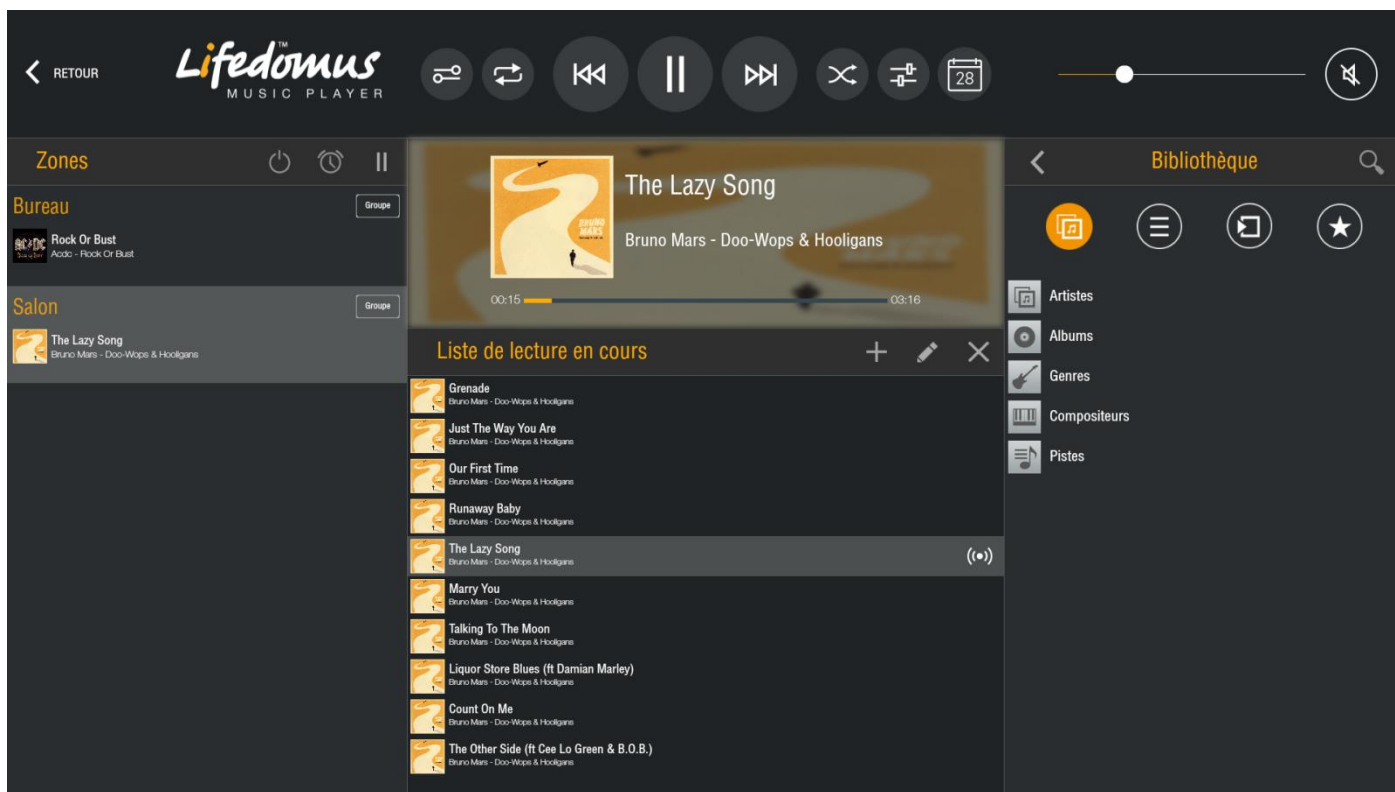 RETOUR
Lifedomus™
MUSIC PLAYER
28
Zones
Bureau
Groupe
AC/DC
Rock Or Bust
Acdc - Rock Or Bust
Salon
Groupe
The Lazy Song
Bruno Mars - Doo-Wops & Hooligans
BRUNO
MARS
The Lazy Song
Bruno Mars - Doo-Wops & Hooligans
00:15
03:16
Liste de lecture en cours
Grenade
Bruno Mars - Doo-Wops & Hooligans
Just The Way You Are
Bruno Mars - Doo-Wops & Hooligans
Our First Time
Bruno Mars - Doo-Wops & Hooligans
Runaway Baby
Bruno Mars - Doo-Wops & Hooligans
The Lazy Song
Bruno Mars - Doo-Wops & Hooligans
Marry You
Bruno Mars - Doo-Wops & Hooligans
Talking To The Moon
Bruno Mars - Doo-Wops & Hooligans
Liquor Store Blues (ft Damian Marley)
Bruno Mars - Doo-Wops & Hooligans
Count On Me
Bruno Mars - Doo-Wops & Hooligans
The Other Side (ft Cee Lo Green & B.O.B.)
Bruno Mars - Doo-Wops & Hooligans
Bibliothèque
Artistes
Albums
Genres
Compositeurs
Pistes